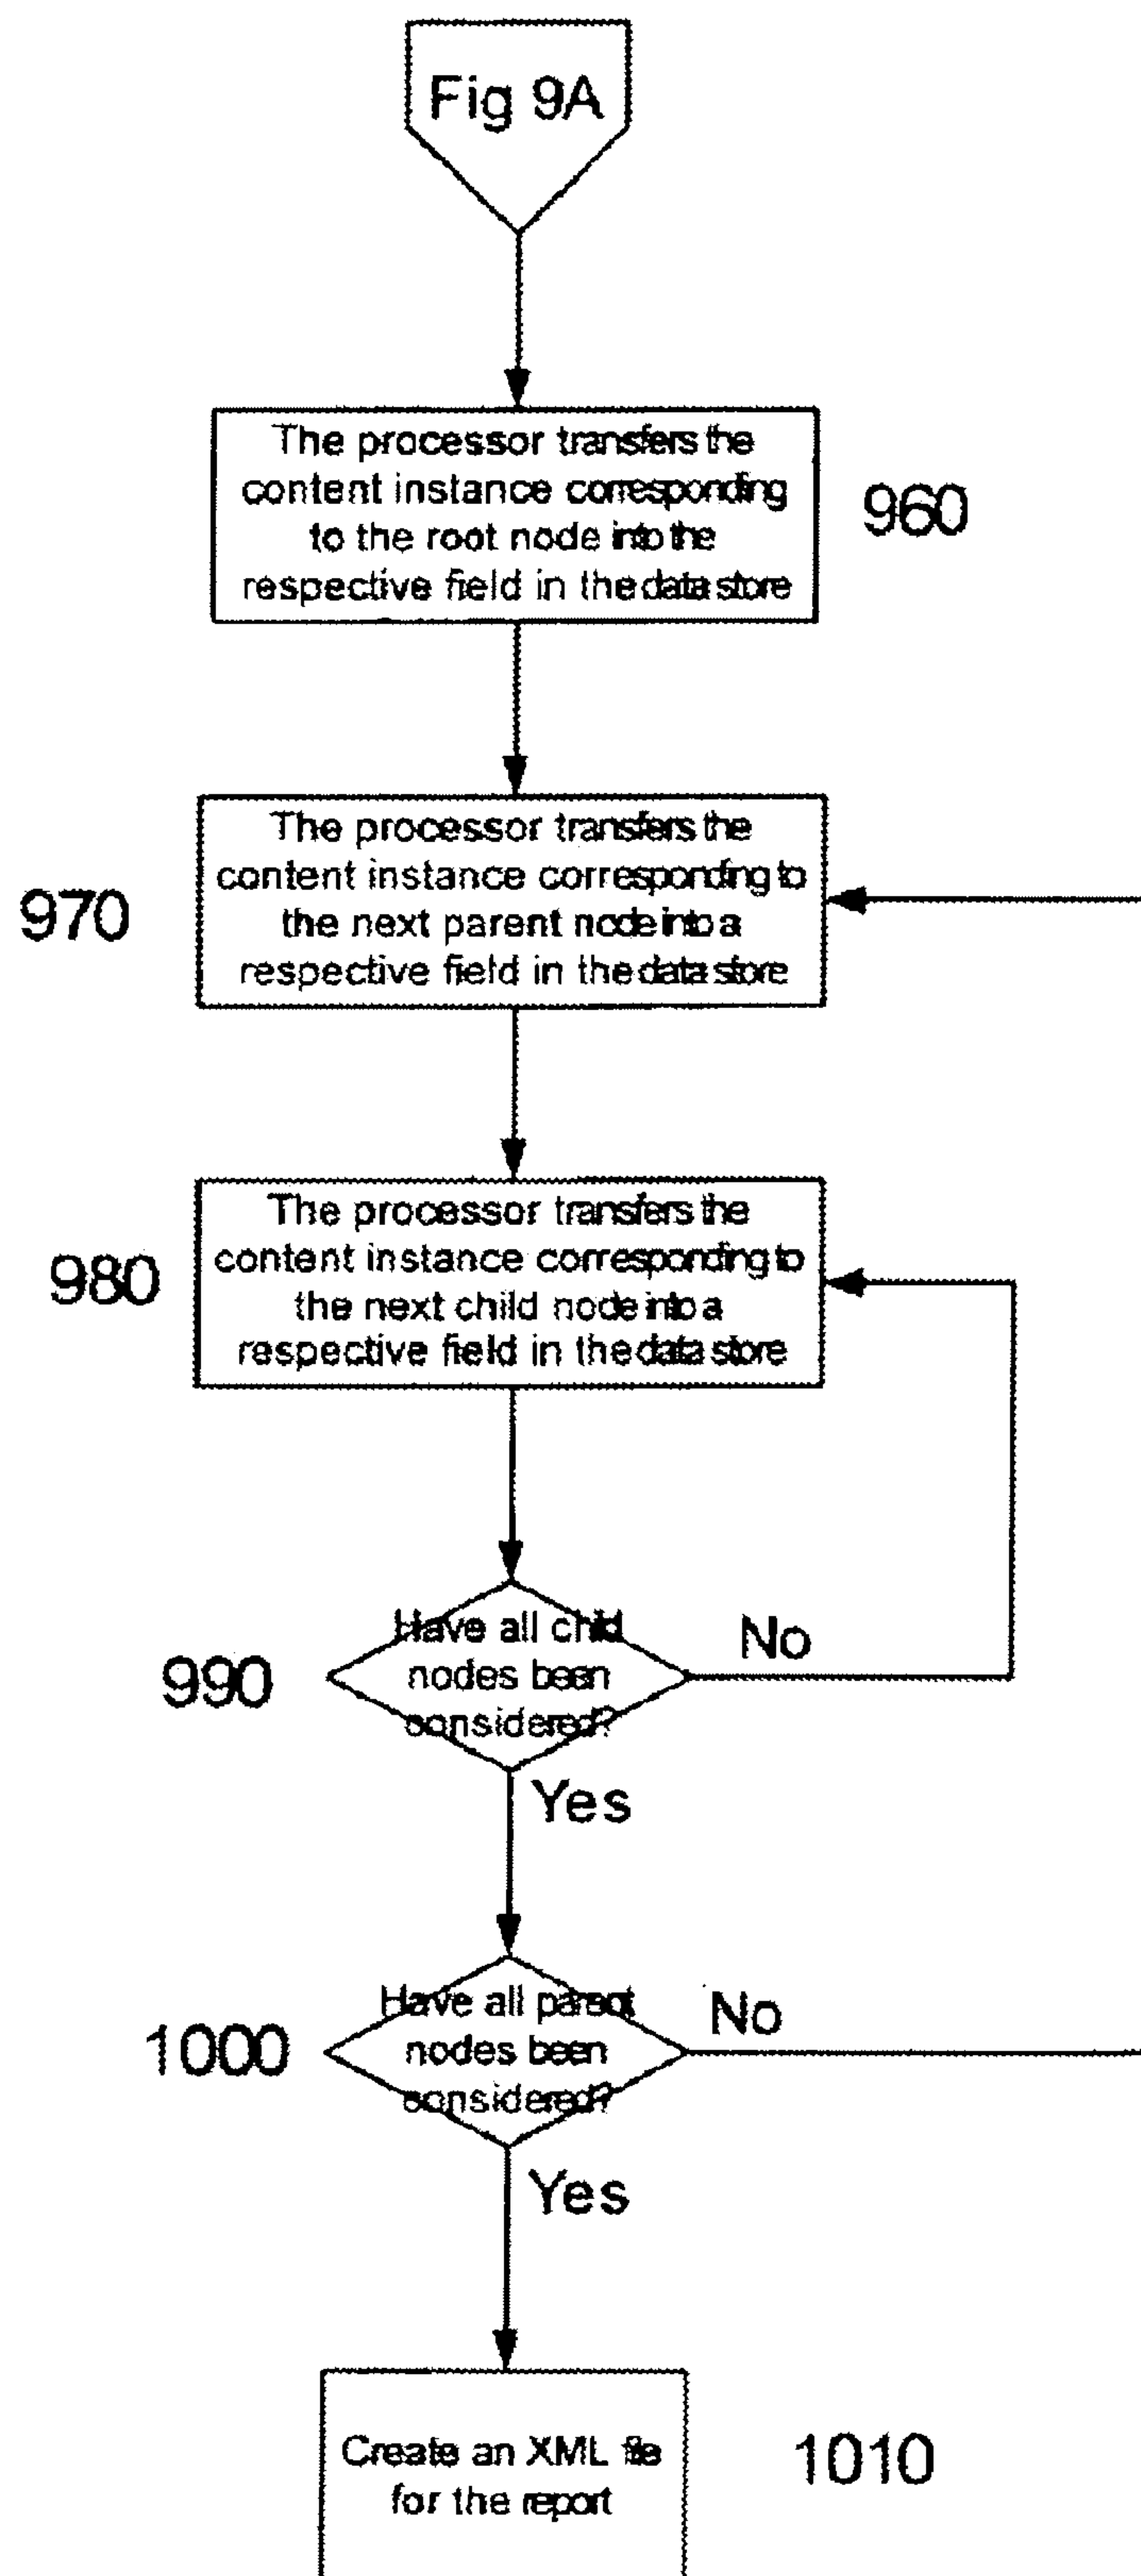 Fig 9A
The processor transfers the
content instance corresponding
to the root node into the
respective field in the data store
960
The processor transfers the
content instance corresponding to
the next parent node into a
respective field in the data store
970
The processor transfers the
content instance corresponding to
the next child node into a
respective field in the data store
980
Have all child
nodes been
considered?
990
No
Yes
Have all parent
nodes been
considered?
1000
No
Yes
Create an XML file
for the report
1010